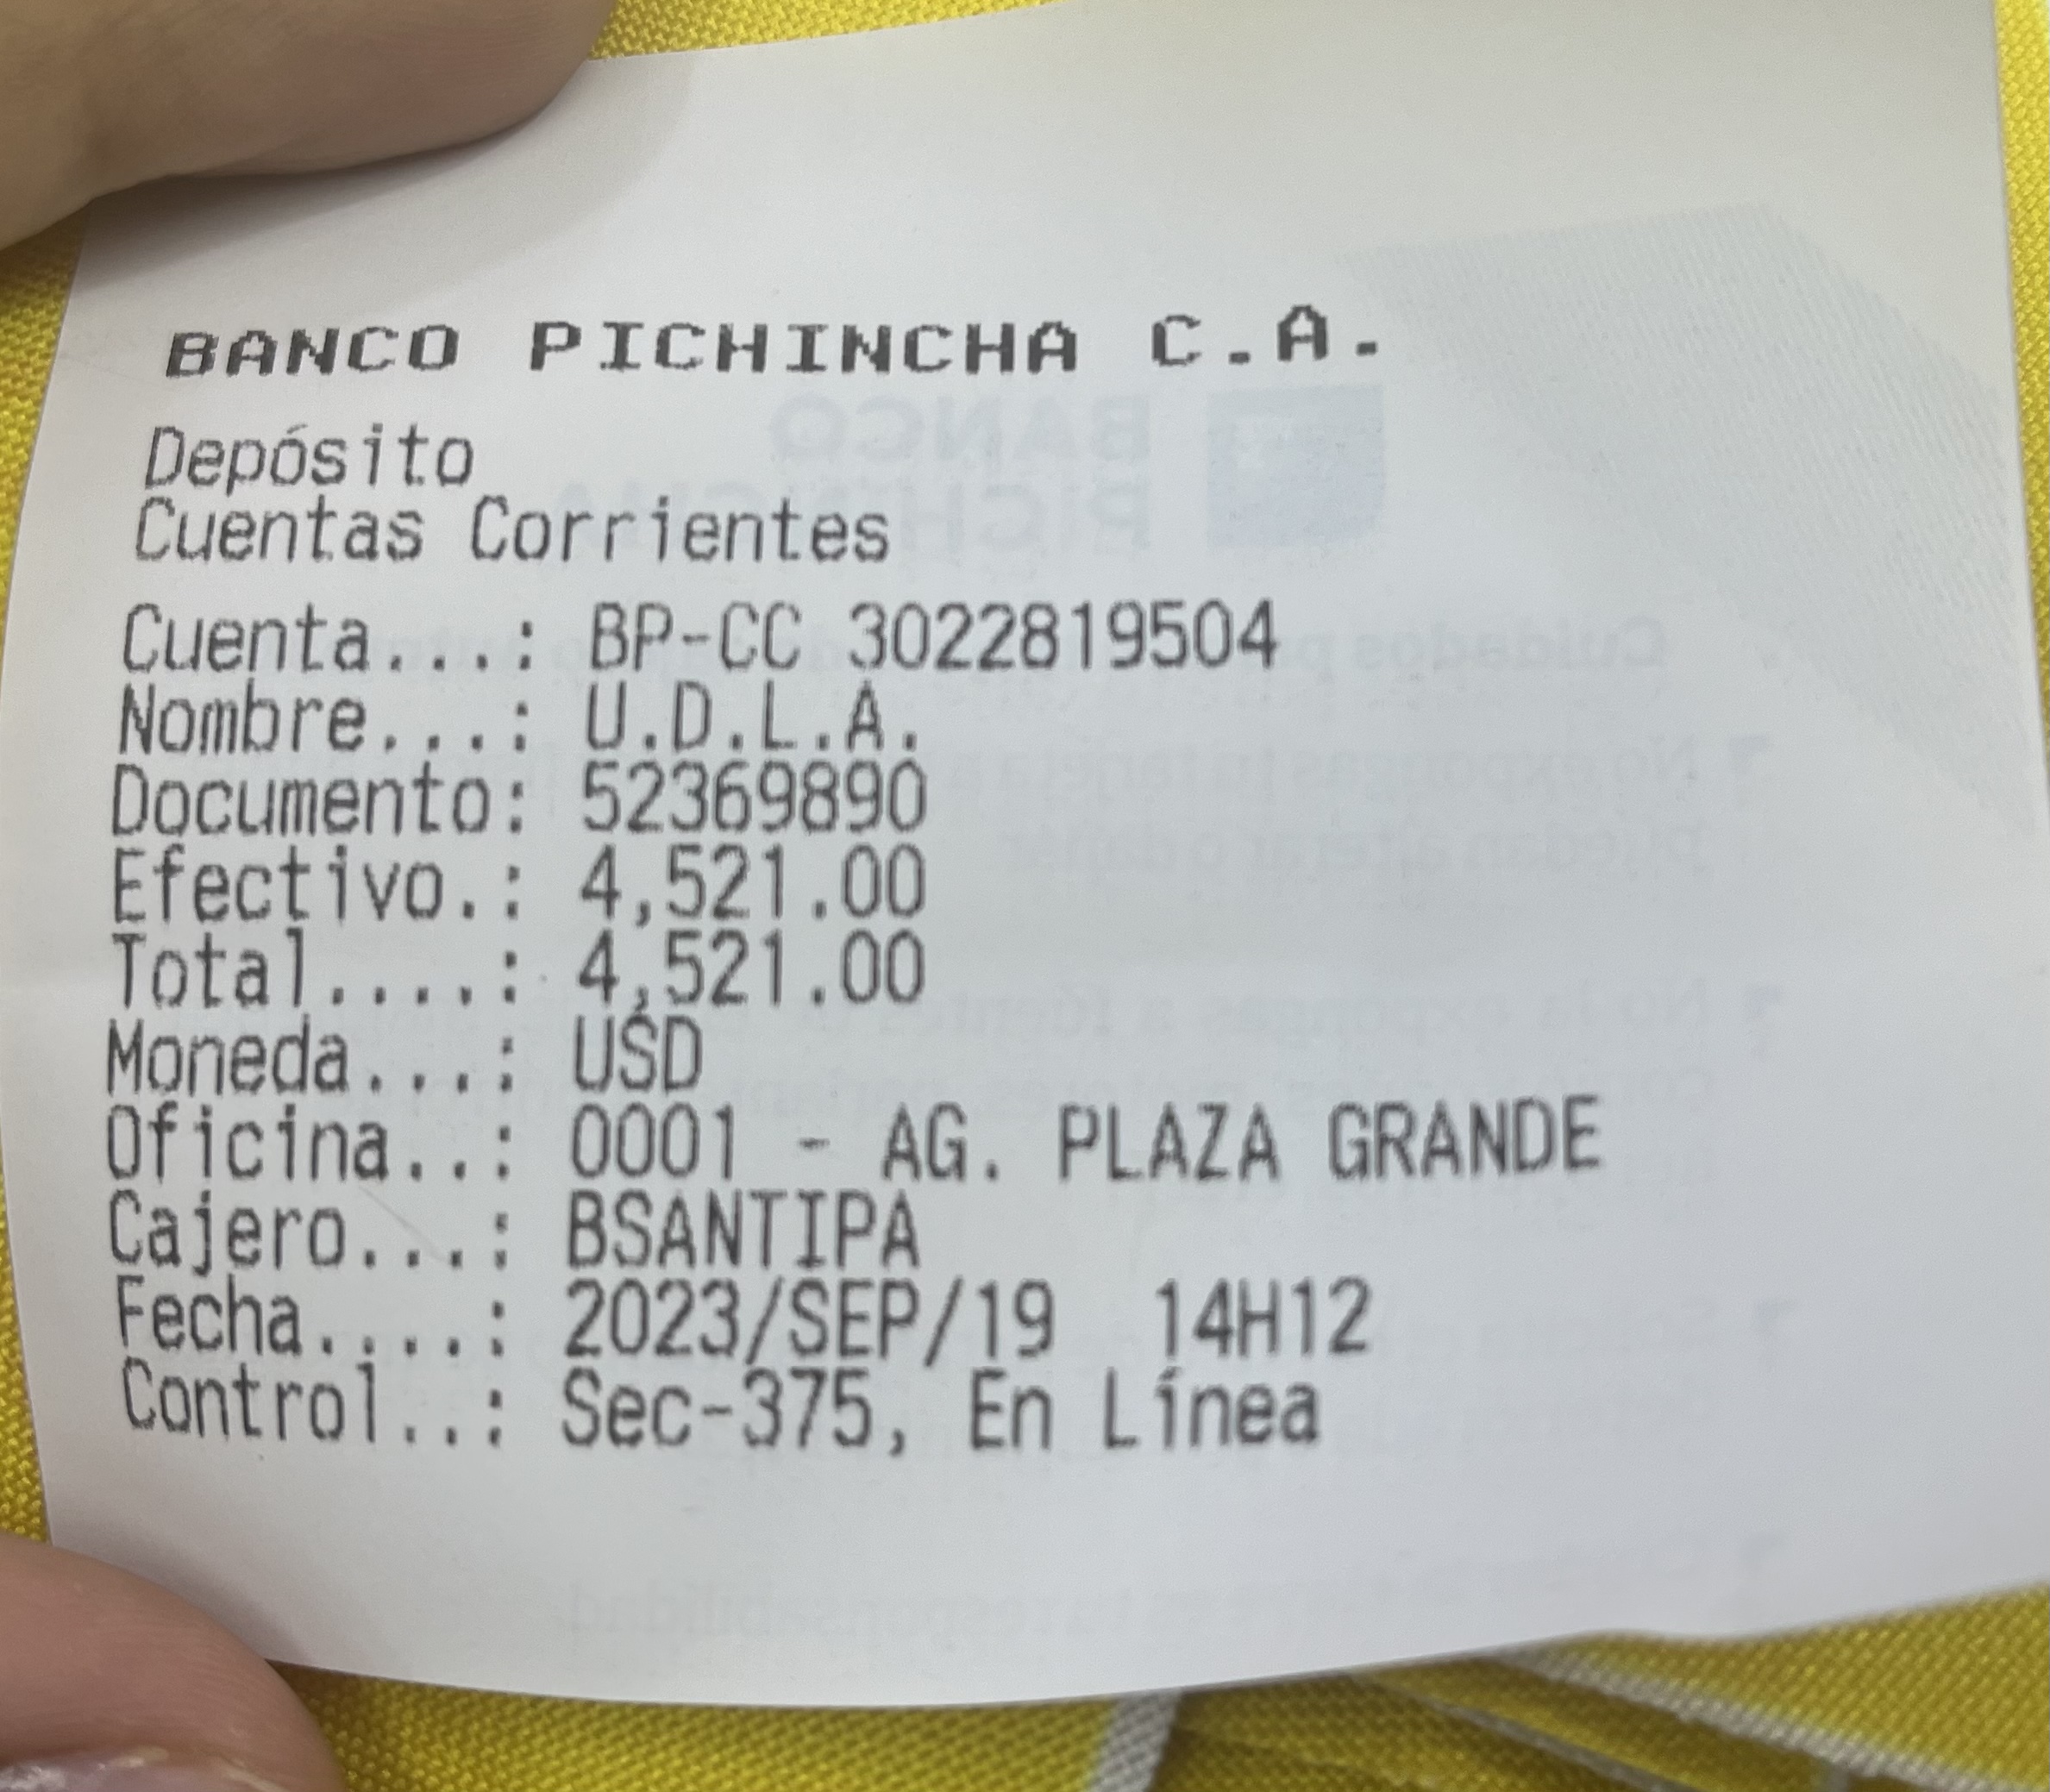 BANCO PICHINCHA C.A.
Depósito
Cuentas Corrientes
Cuenta...: BP-CC 3022819504
Nombre...: U.D.L.A.
Documento: 52369890
Efectivo.: 4,521.00
Total....: 4,521.00
Moneda...: USD
Oficina..: 0001 - AG. PLAZA GRANDE
Cajero...: BSANTIPA
Fecha....: 2023/SEP/19 14H12
Control..: Sec-375, En Línea
BANCO
PICHINCHA